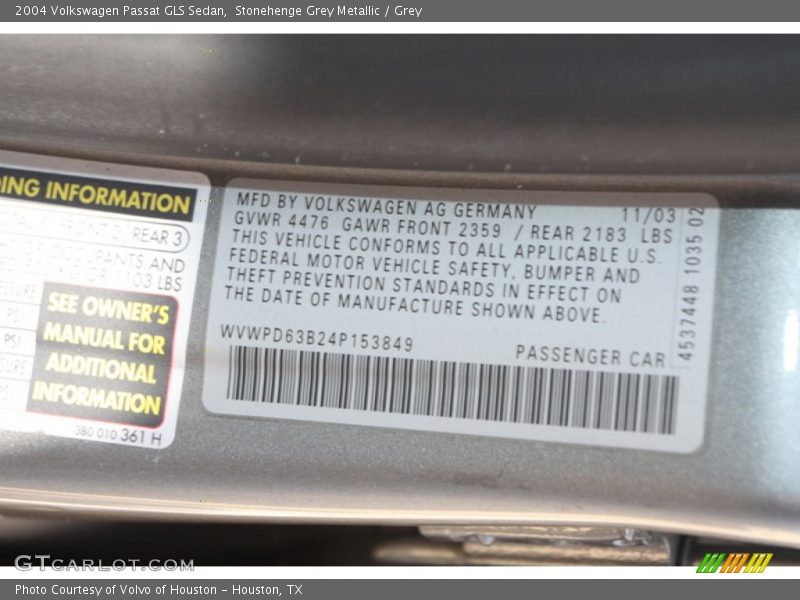 2004 Volkswagen Passat GLS Sedan,  Stonehenge Grey Metallic / Grey
ING INFORMATION
REAR 3
PANTS AND
103 LBS
SEE OWNER'S
MANUAL FOR
ADDITIONAL
INFORMATION
PSI
3B0 010 361 H
MFD BY VOLKSWAGEN AG GERMANY 11/03
GVWR 4476 GAWR FRONT 2359 / REAR 2183 LBS
THIS VEHICLE CONFORMS TO ALL APPLICABLE U.S.
FEDERAL MOTOR VEHICLE SAFETY, BUMPER AND
THEFT PREVENTION STANDARDS IN EFFECT ON
THE DATE OF MANUFACTURE SHOWN ABOVE.
WVWPD63B24P153849 PASSENGER CAR
4537448 1035 02
GTCARLOT.COM
Photo Courtesy of Volvo of Houston - Houston, TX